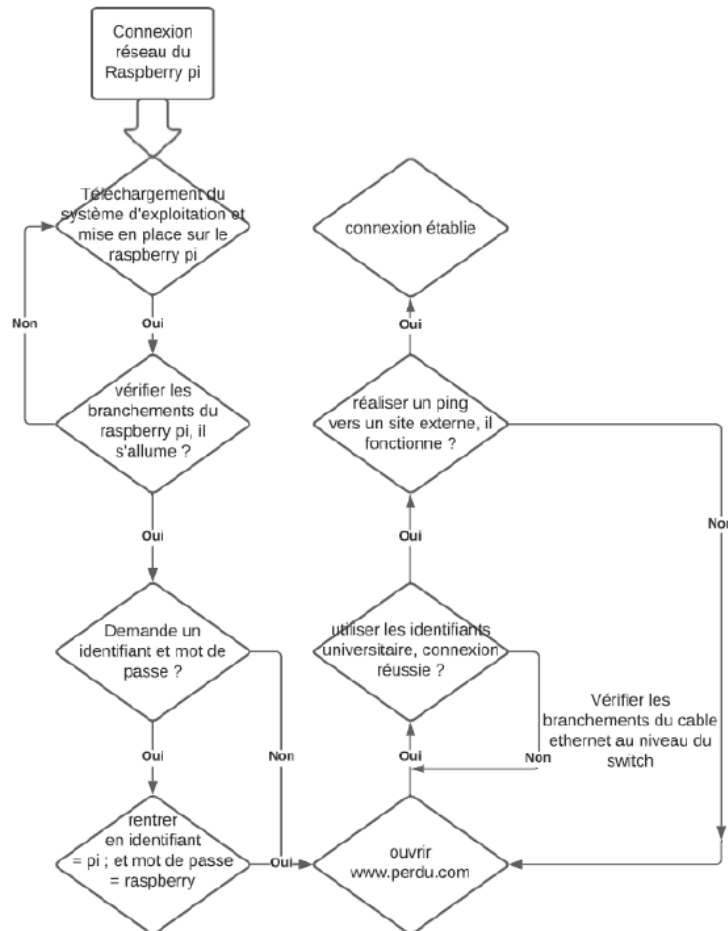 Connexion
réseau du
Raspberry pi
Téléchargement du
système d'exploitation et
mise en place sur le
raspberry pi
Non
Oui
vérifier les
branchements du
raspberry pi, il
s'allume ?
Oui
Demande un
identifiant et mot de
passe ?
Oui
Non
rentrer
en identifiant
= pi ; et mot de passe
= raspberry
Oui
ouvrir
www.perdu.com
Oui
Non
utiliser les identifiants
universitaire, connexion
réussie ?
Vérifier les
branchements du cable
ethernet au niveau du
switch
Oui
réaliser un ping
vers un site externe, il
fonctionne ?
Non
Oui
connexion établie